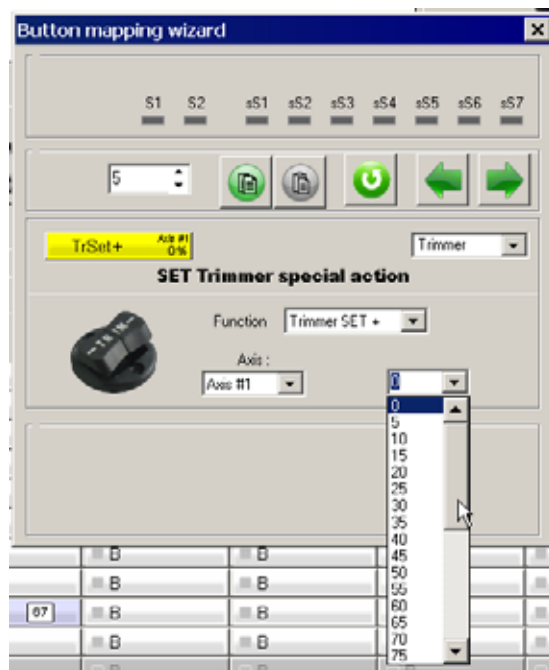 Button mapping wizard
S1 S2 sS1 sS2 sS3 sS4 sS5 sS6 sS7
5
TrSet+ Axis #1 0% Trimmer
SET Trimmer special action
TRIM
Function Trimmer SET +
Axis :
Axis #1 0
0
5
10
15
20
25
30
35
40
45
50
55
60
65
70
75
B B
B B
07 B B
B B
B B B